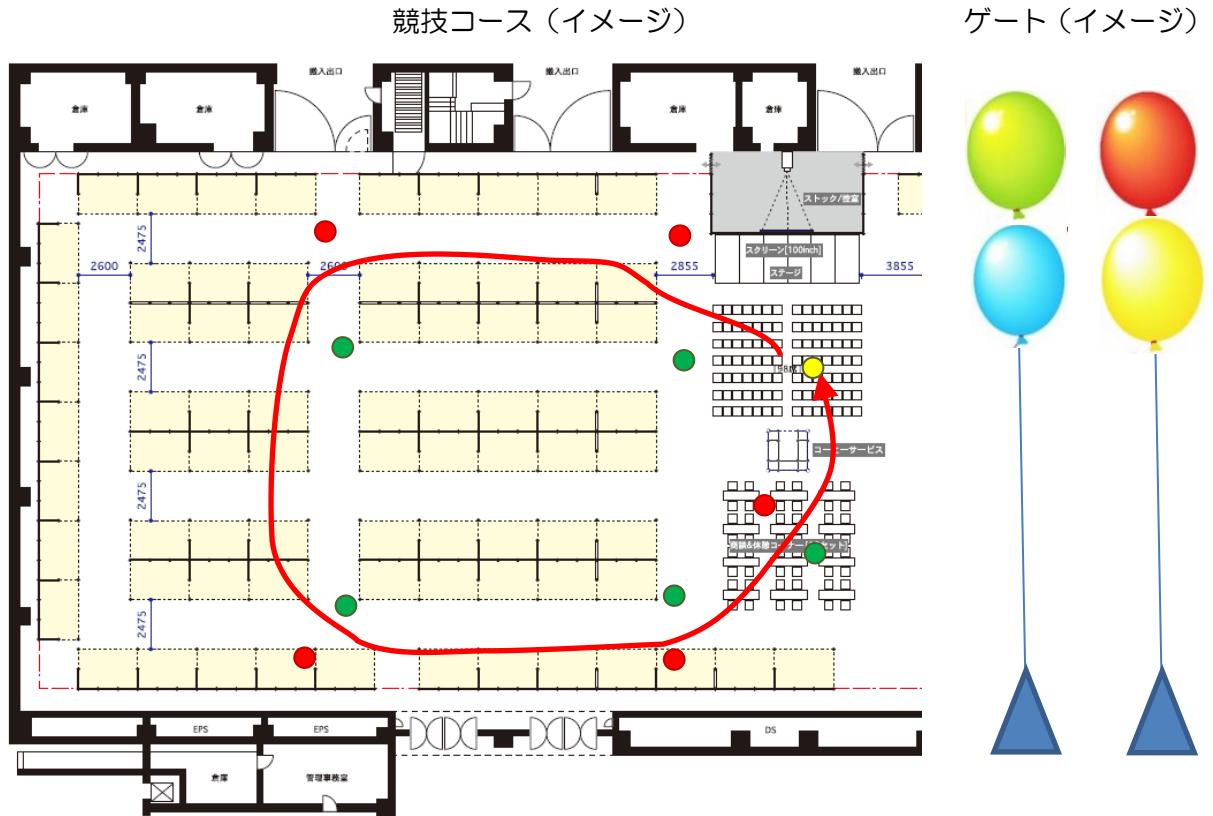 競技コース（イメージ）
ゲート（イメージ）
搬入出口
搬入出口
搬入出口
倉庫
倉庫
倉庫
倉庫
ストック/控室
スクリーン[100inch]
ステージ
2475
2600
2600
2855
3855
2475
[98席]
コーヒーサービス
2475
2475
EPS
EPS
DS
倉庫
管理事務室